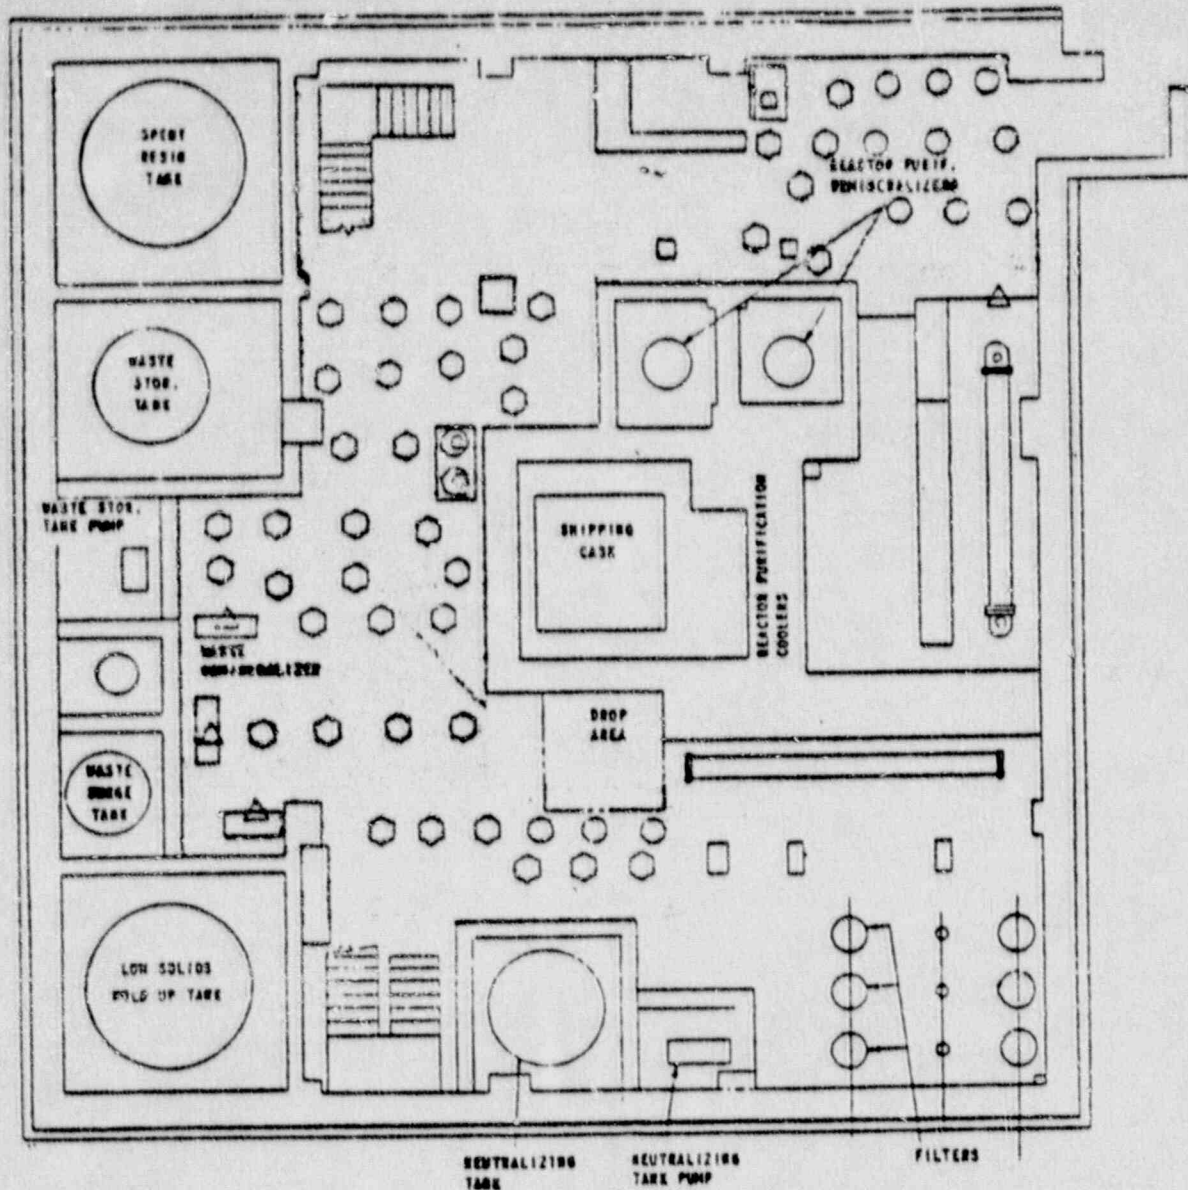 SPENT
RESIN
TANK
REACTOR PURIF.
DEMINERALIZERS
WASTE
STOR.
TANK
WASTE STOR.
TANK PUMP
SHIPPING
CASK
REACTOR PURIFICATION
COOLERS
WASTE
DEMINERALIZER
DROP
AREA
WASTE
SURGE
TANK
LOW SOLIDS
HOLD UP TANK
NEUTRALIZING
TANK
NEUTRALIZING
TANK PUMP
FILTERS